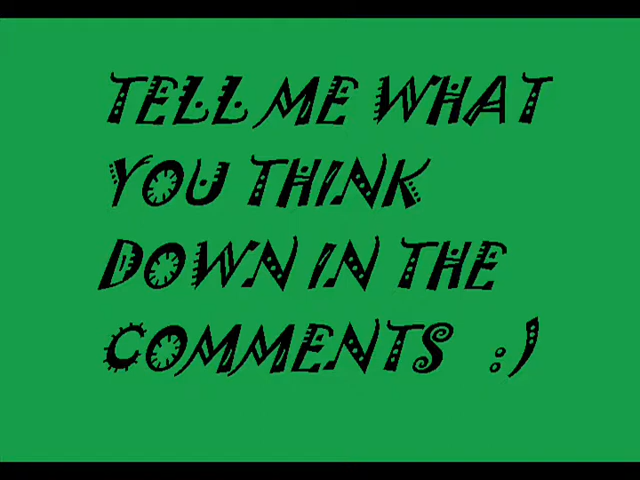 TELL ME WHAT
YOU THINK
DOWN IN THE
COMMENTS :)